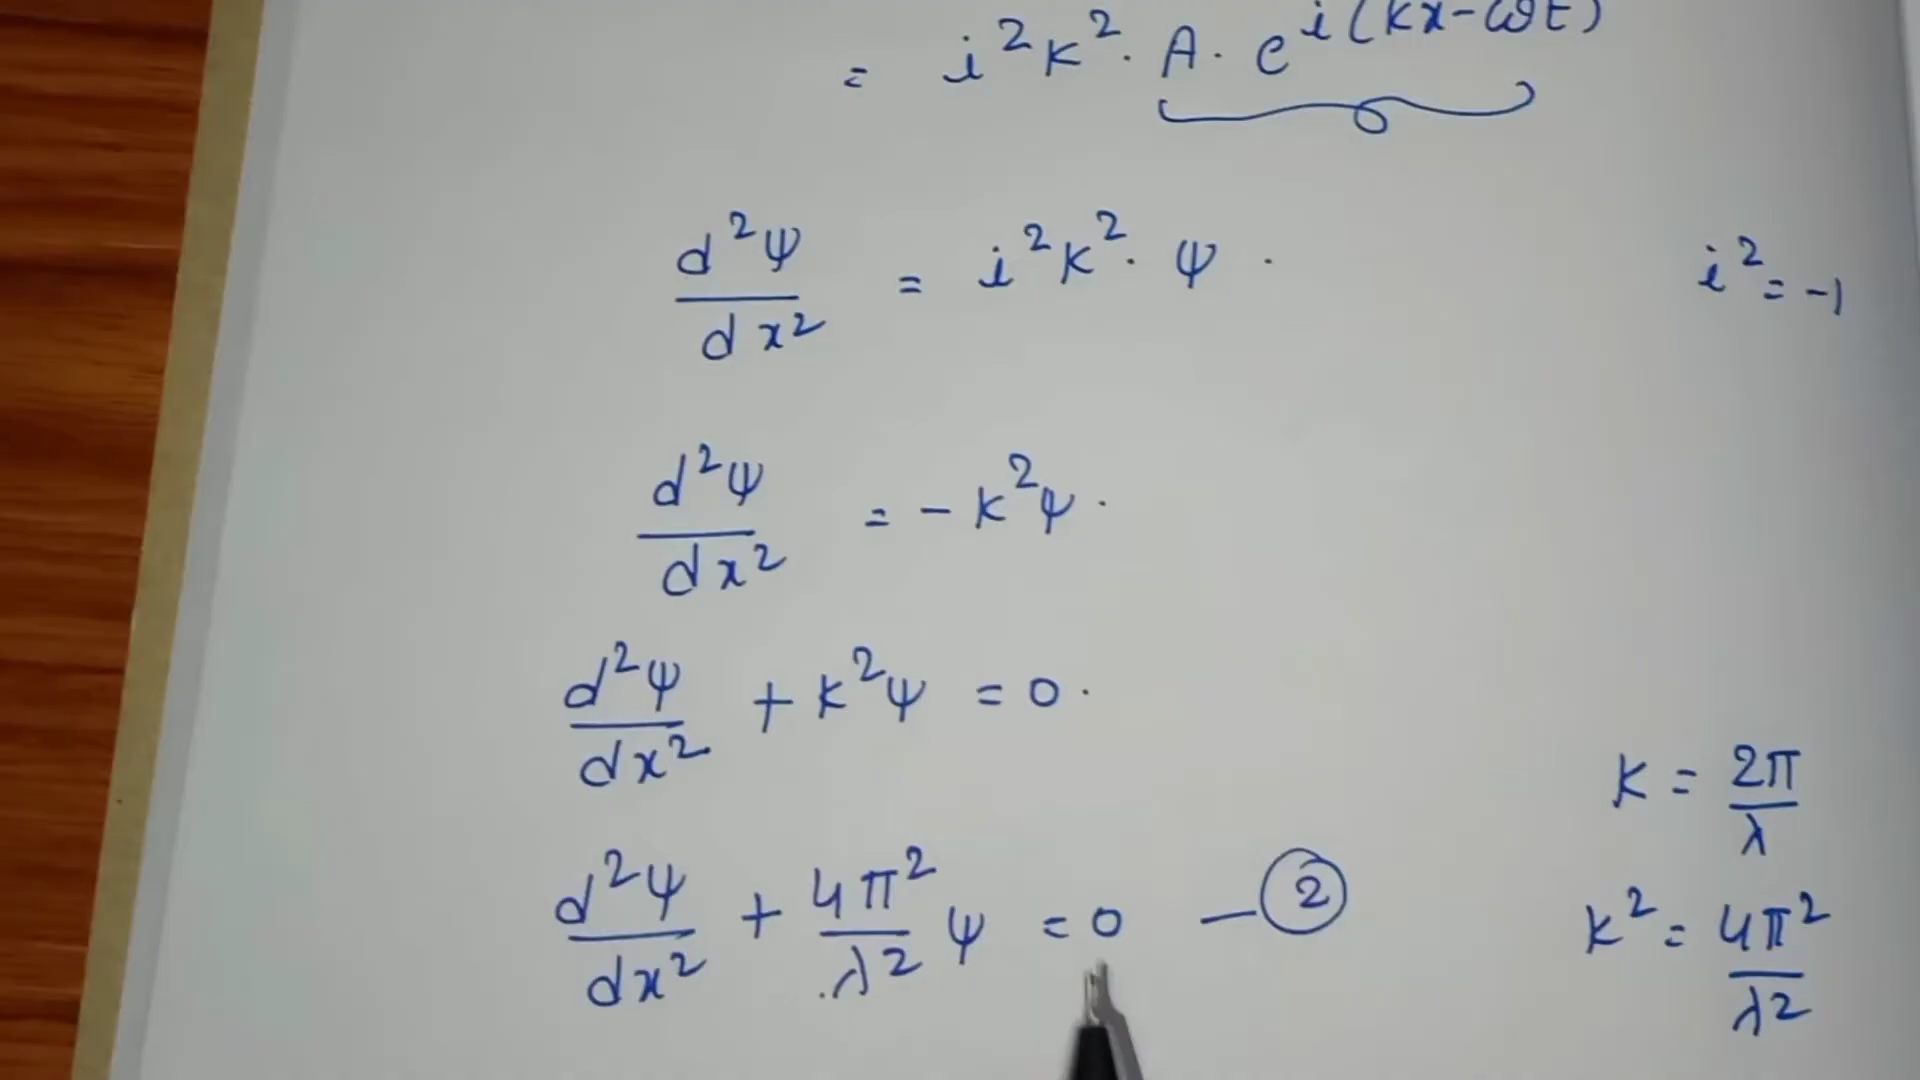 = i²k². A. e^i(kx-ωt)
d²ψ/dx² = i²k². ψ .
i² = -1
d²ψ/dx² = - k²ψ .
d²ψ/dx² + k²ψ = 0 .
k = 2π/λ
d²ψ/dx² + 4π²/λ² ψ = 0 — ②
k² = 4π²/λ²